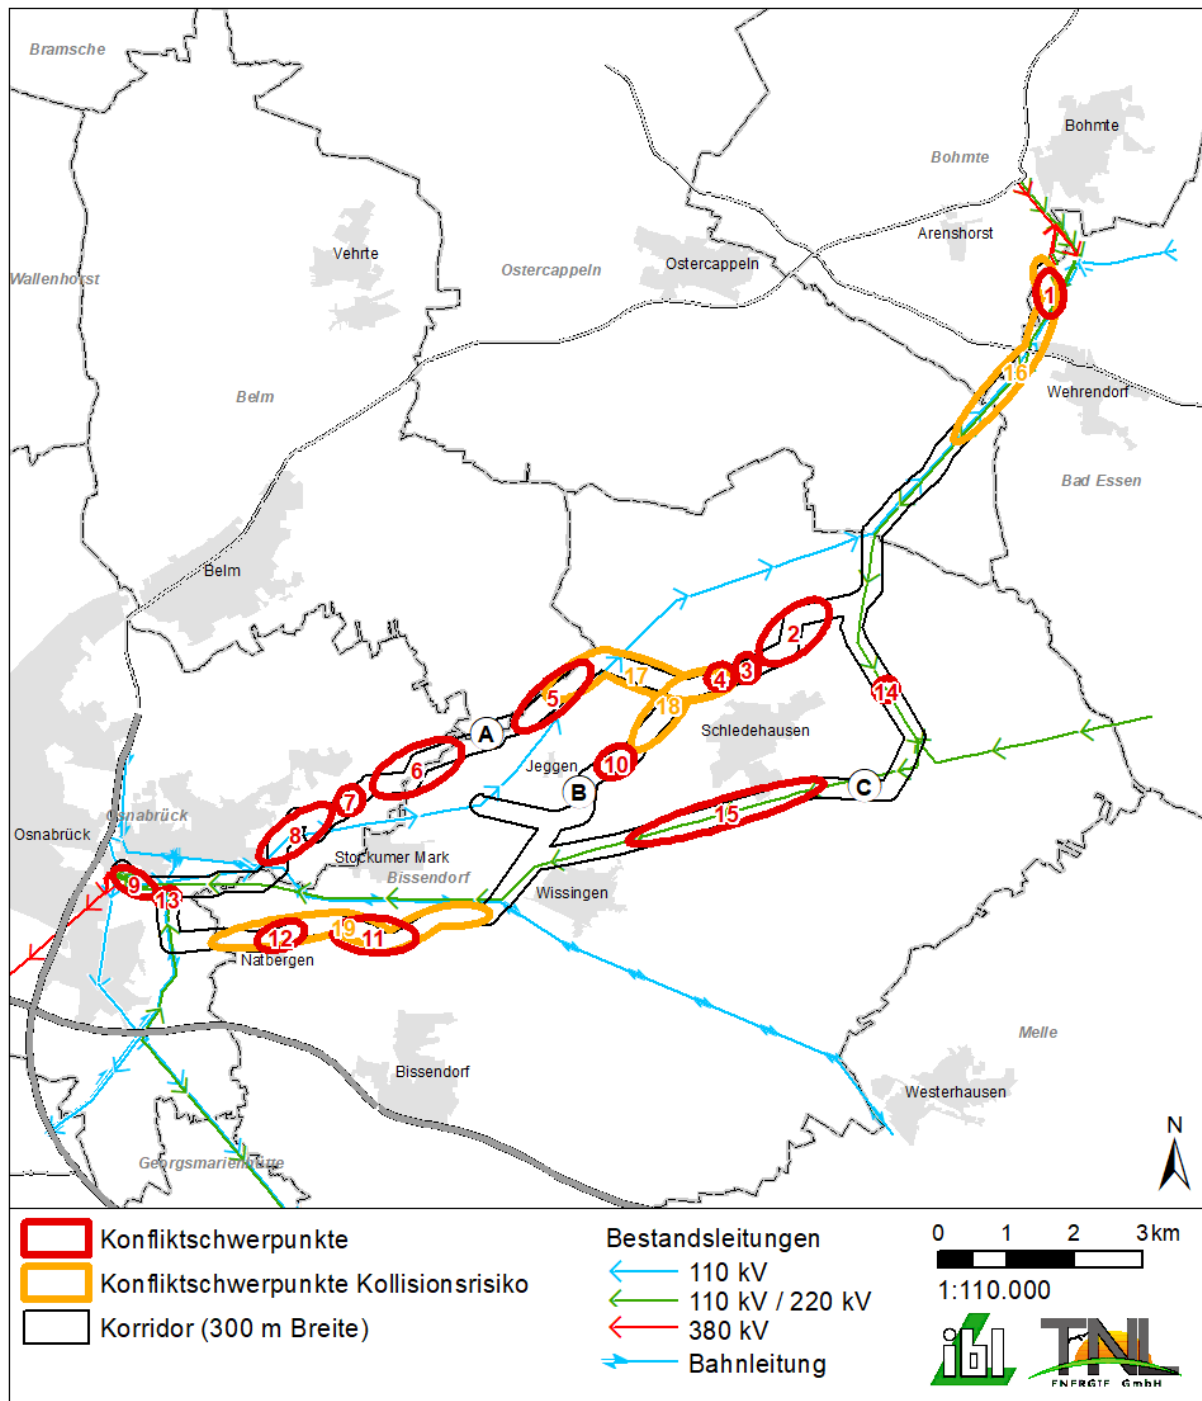 Bramsche
Bohmte
Bohmte
Arenshorst
Vehrte
Ostercappeln
Ostercappeln
Wallenhorst
1
16
Wehrendorf
Belm
Bad Essen
Belm
2
3
4
17
5
14
18
Schledehausen
A
Jeggen
10
6
B
C
7
15
Osnabrück
8
Osnabrück
Stockumer Mark
Bissendorf
9
13
Wissingen
19
11
12
Natbergen
Melle
Bissendorf
Westerhausen
Georgsmarienhütte
N
Konfliktschwerpunkte
Konfliktschwerpunkte Kollisionsrisiko
Korridor (300 m Breite)
Bestandsleitungen
110 kV
110 kV / 220 kV
380 kV
Bahnleitung
0 1 2 3 km
1:110.000
ibl
TNL
ENERGIE GmbH